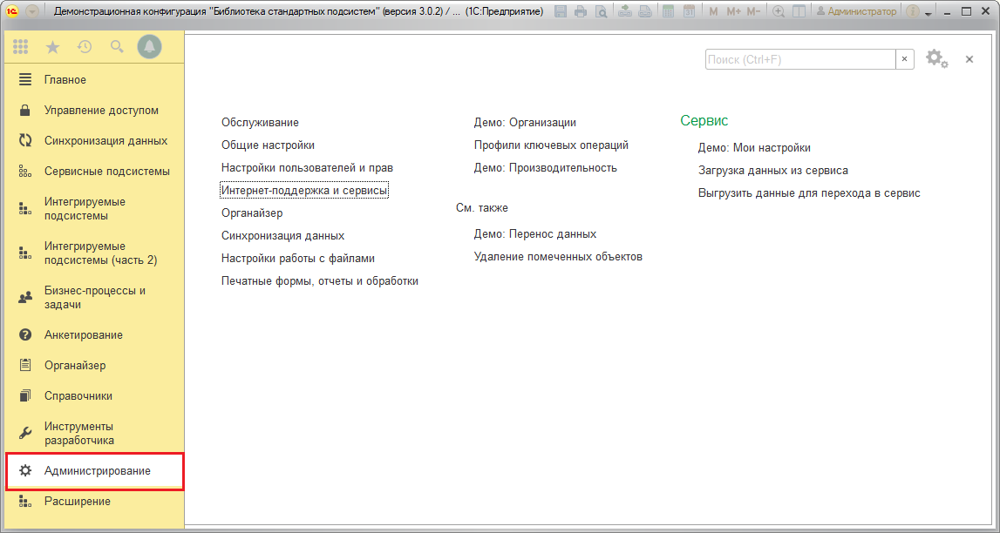 Демонстрационная конфигурация "Библиотека стандартных подсистем" (версия 3.0.2) / ... (1С:Предприятие)
M M+ M- Администратор
Поиск (Ctrl+F)
Главное
Управление доступом
Синхронизация данных
Сервисные подсистемы
Интегрируемые
подсистемы
Интегрируемые
подсистемы (часть 2)
Бизнес-процессы и
задачи
Анкетирование
Органайзер
Справочники
Инструменты
разработчика
Администрирование
Расширение
Обслуживание
Общие настройки
Настройки пользователей и прав
Интернет-поддержка и сервисы
Органайзер
Синхронизация данных
Настройки работы с файлами
Печатные формы, отчеты и обработки
Демо: Организации
Профили ключевых операций
Демо: Производительность
См. также
Демо: Перенос данных
Удаление помеченных объектов
Сервис
Демо: Мои настройки
Загрузка данных из сервиса
Выгрузить данные для перехода в сервис